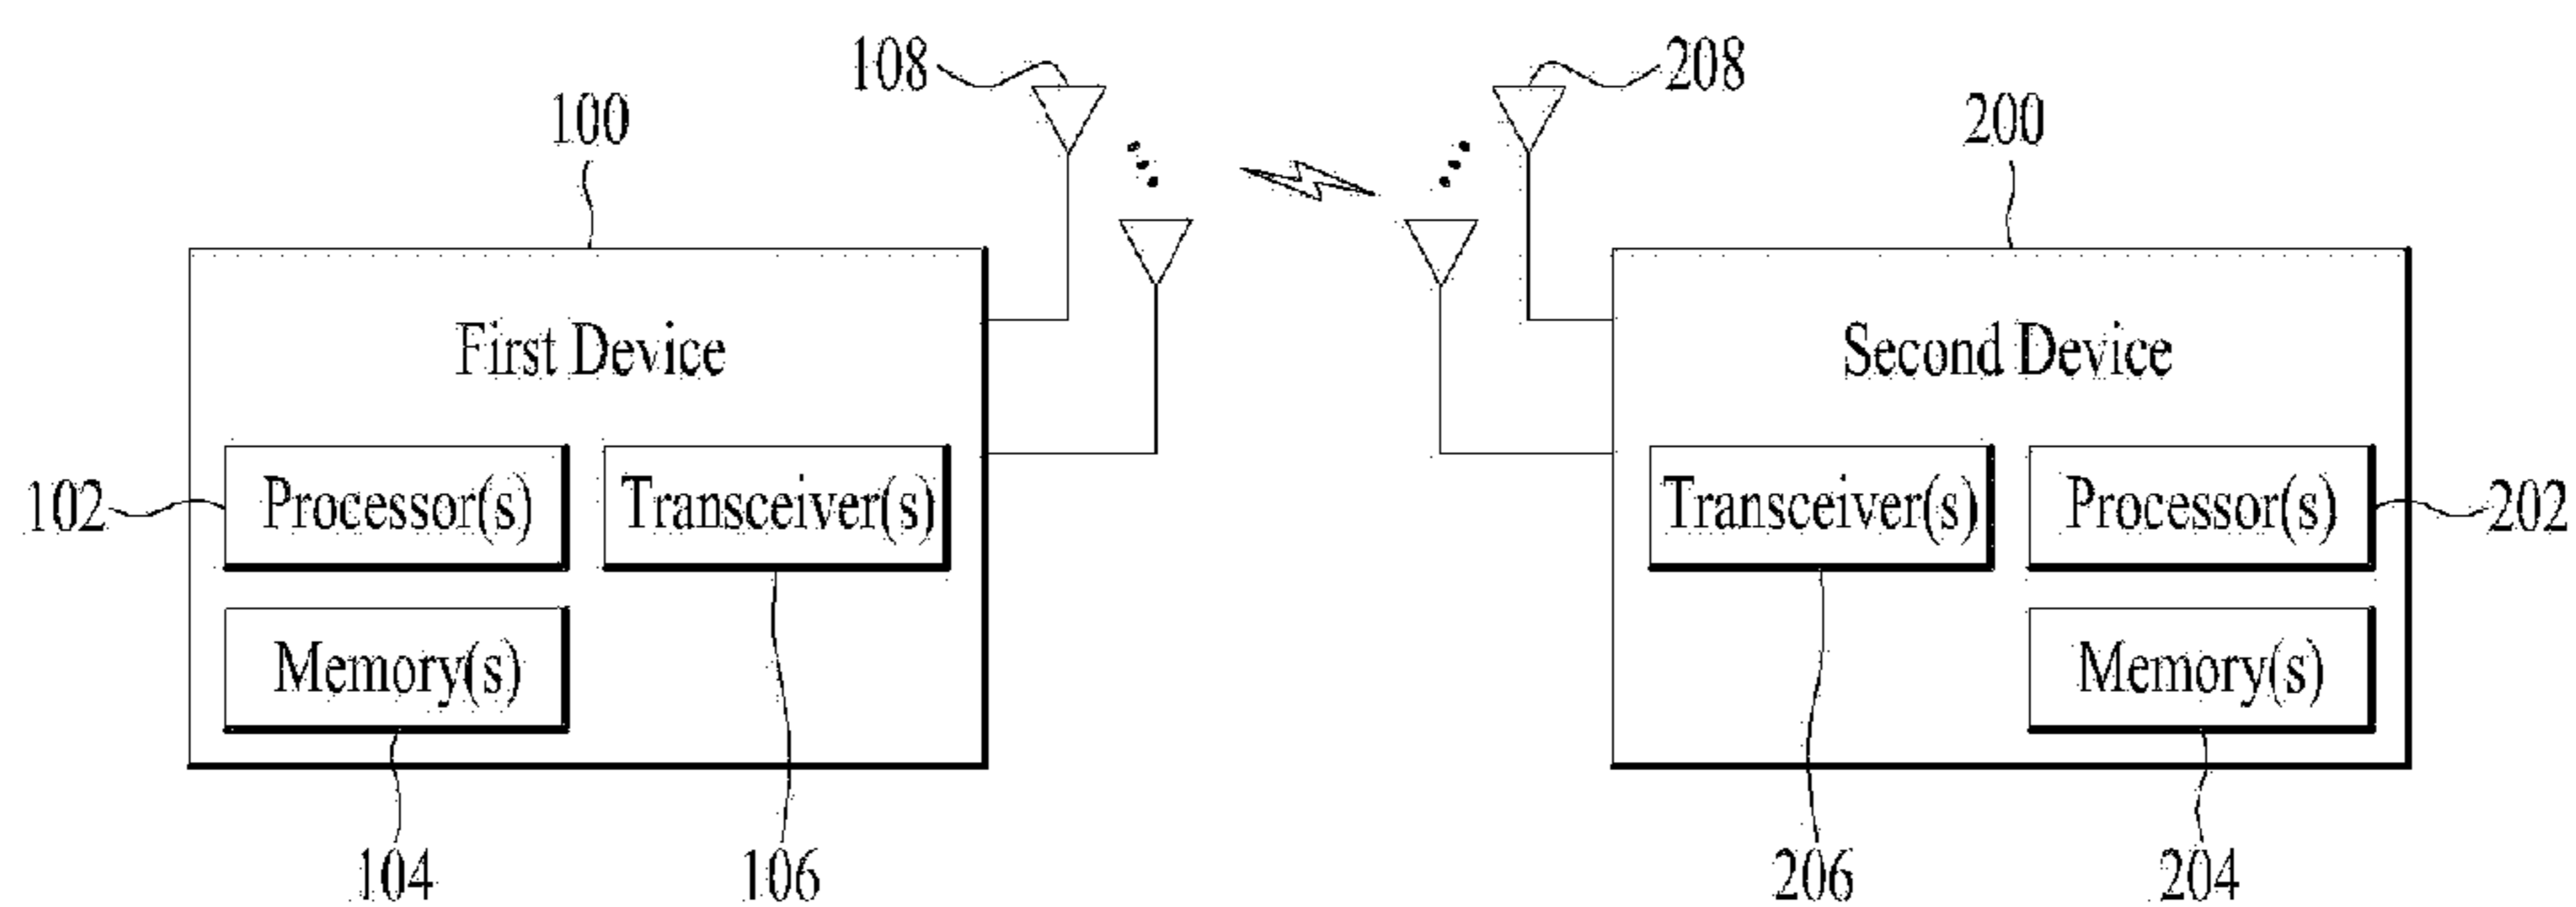 108 208
100 200
First Device Second Device
102 Processor(s) Transceiver(s) Transceiver(s) Processor(s) 202
Memory(s) Memory(s)
104 106 206 204